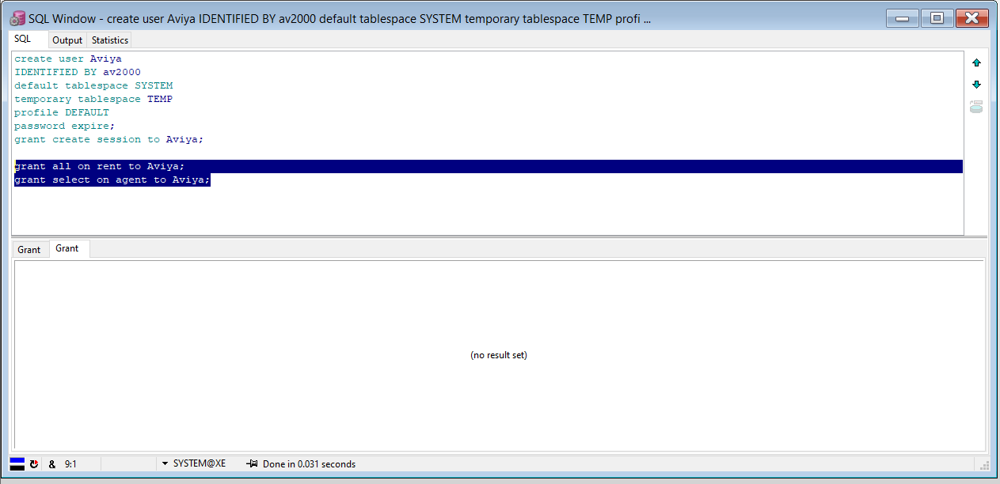 SQL Window - create user Aviya IDENTIFIED BY av2000 default tablespace SYSTEM temporary tablespace TEMP profi ...
SQL Output Statistics
create user Aviya
IDENTIFIED BY av2000
default tablespace SYSTEM
temporary tablespace TEMP
profile DEFAULT
password expire;
grant create session to Aviya;
grant all on rent to Aviya;
grant select on agent to Aviya;
Grant Grant
(no result set)
& 9:1 SYSTEM@XE Done in 0.031 seconds